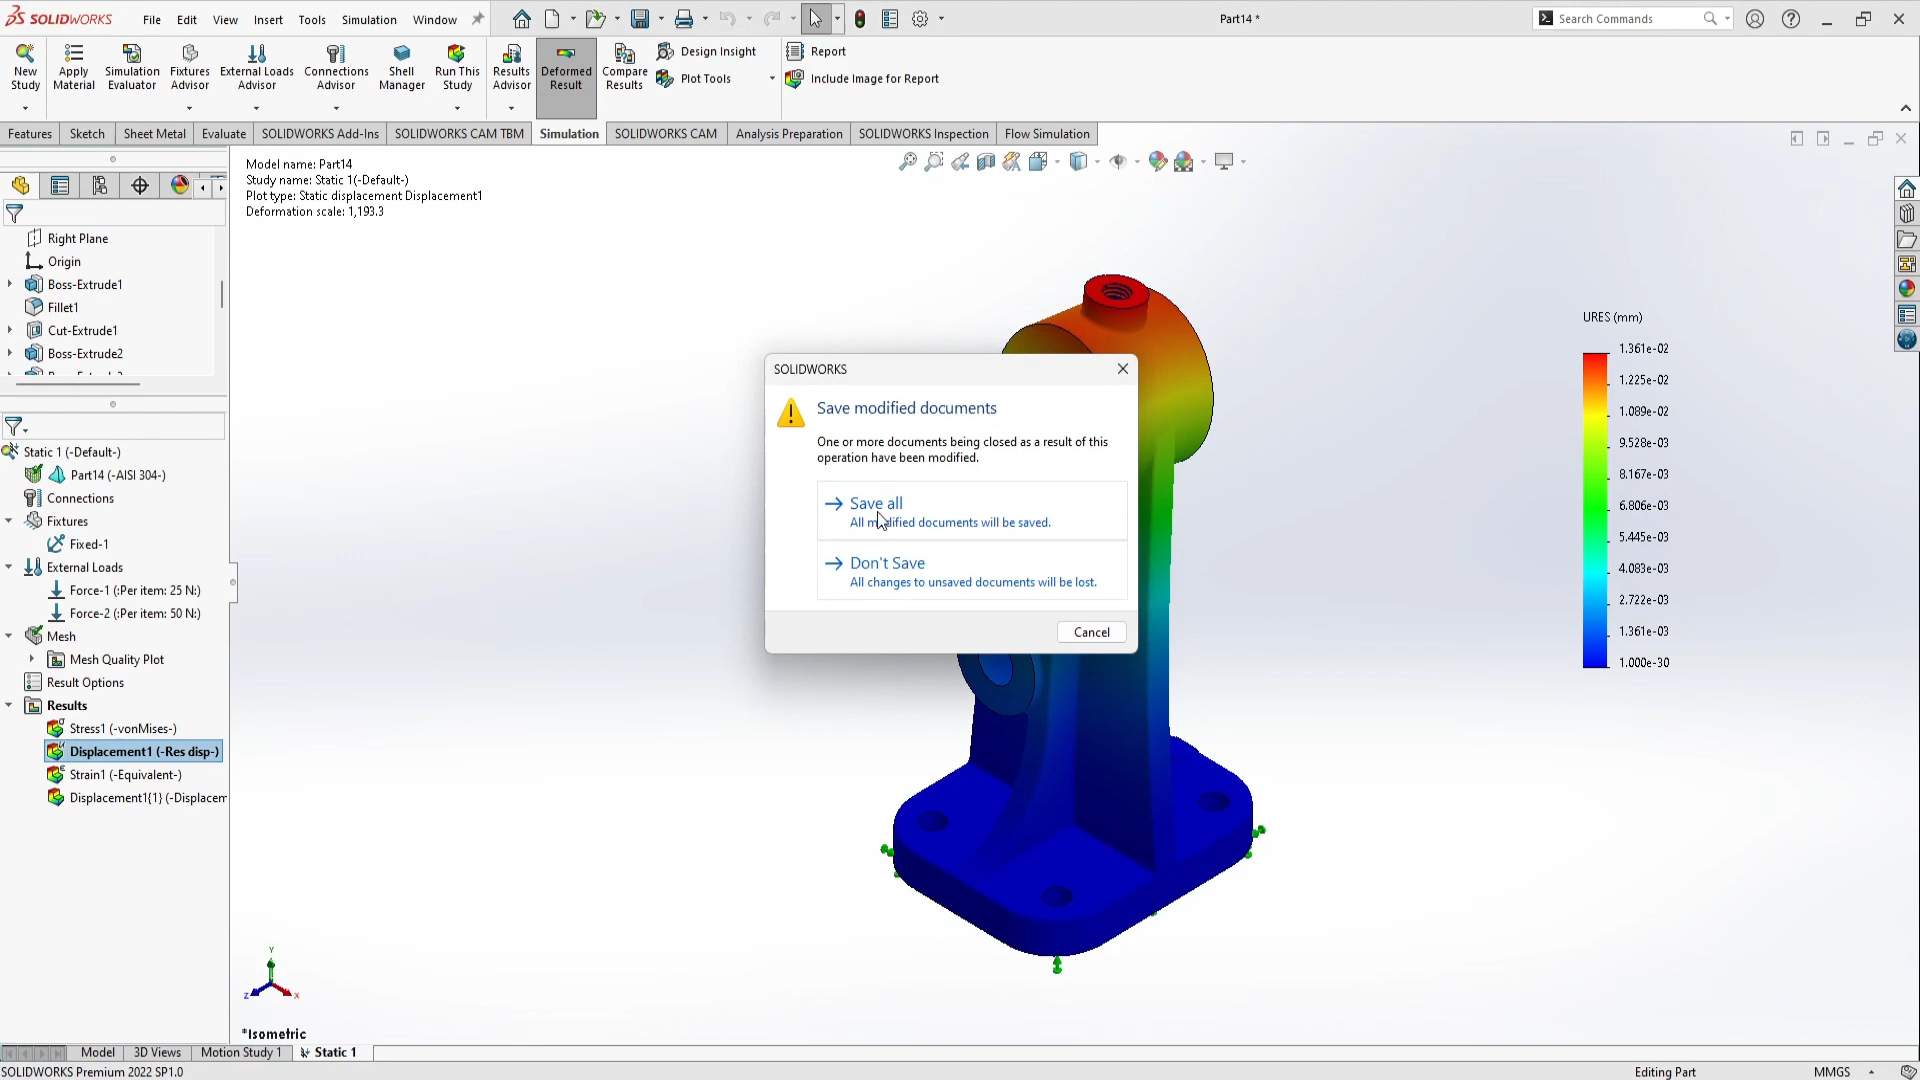 SOLIDWORKS
File Edit View Insert Tools Simulation Window
Part14 *
Search Commands
New Study
Apply Material
Simulation Evaluator
Fixtures Advisor
External Loads Advisor
Connections Advisor
Shell Manager
Run This Study
Results Advisor
Deformed Result
Compare Results
Design Insight
Plot Tools
Report
Include Image for Report
Features Sketch Sheet Metal Evaluate SOLIDWORKS Add-Ins SOLIDWORKS CAM TBM Simulation SOLIDWORKS CAM Analysis Preparation SOLIDWORKS Inspection Flow Simulation
Model name: Part14
Study name: Static 1(-Default-)
Plot type: Static displacement Displacement1
Deformation scale: 1,193.3
Right Plane
Origin
Boss-Extrude1
Fillet1
Cut-Extrude1
Boss-Extrude2
Static 1 (-Default-)
Part14 (-AISI 304-)
Connections
Fixtures
Fixed-1
External Loads
Force-1 (:Per item: 25 N:)
Force-2 (:Per item: 50 N:)
Mesh
Mesh Quality Plot
Result Options
Results
Stress1 (-vonMises-)
Displacement1 (-Res disp-)
Strain1 (-Equivalent-)
Displacement1{1} (-Displacem
SOLIDWORKS
Save modified documents
One or more documents being closed as a result of this
operation have been modified.
Save all
All modified documents will be saved.
Don't Save
All changes to unsaved documents will be lost.
Cancel
URES (mm)
1.361e-02
1.225e-02
1.089e-02
9.528e-03
8.167e-03
6.806e-03
5.445e-03
4.083e-03
2.722e-03
1.361e-03
1.000e-30
Y
Z
X
*Isometric
Model 3D Views Motion Study 1 Static 1
SOLIDWORKS Premium 2022 SP1.0
Editing Part
MMGS